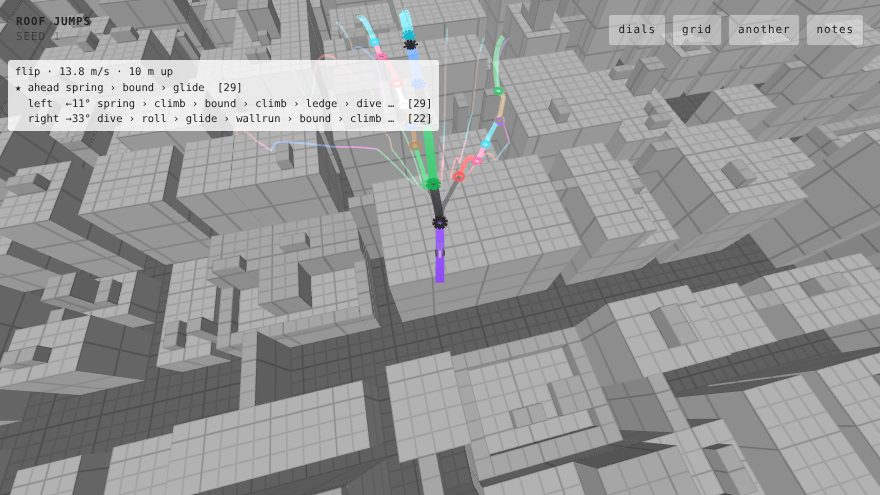 ROOF JUMPS
SEED 1
dials
grid
another
notes
flip · 13.8 m/s · 10 m up
★ ahead spring › bound › glide [29]
left ←11° spring › climb › bound › climb › ledge › dive … [29]
right →33° dive › roll › glide › wallrun › bound › climb … [22]